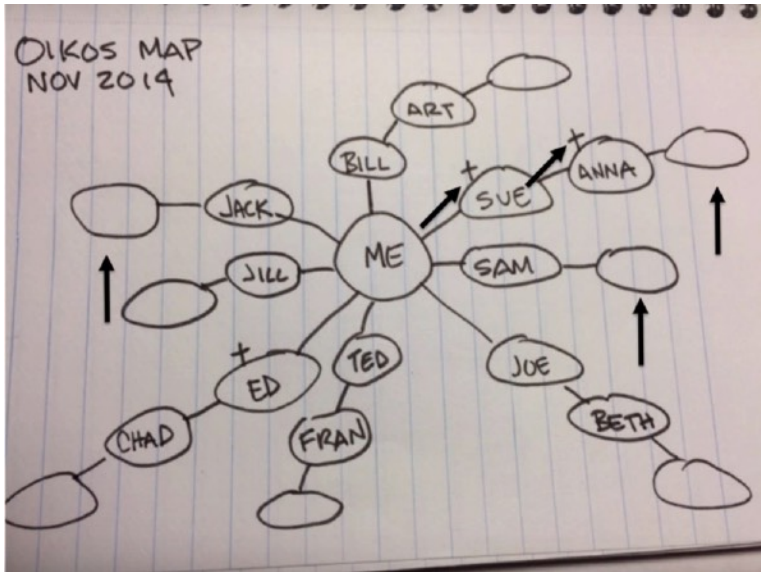 OIKOS MAP
NOV 2014
ART
BILL
SUE
ANNA
JACK
ME
JILL
SAM
TED
JOE
ED
CHAD
FRAN
BETH